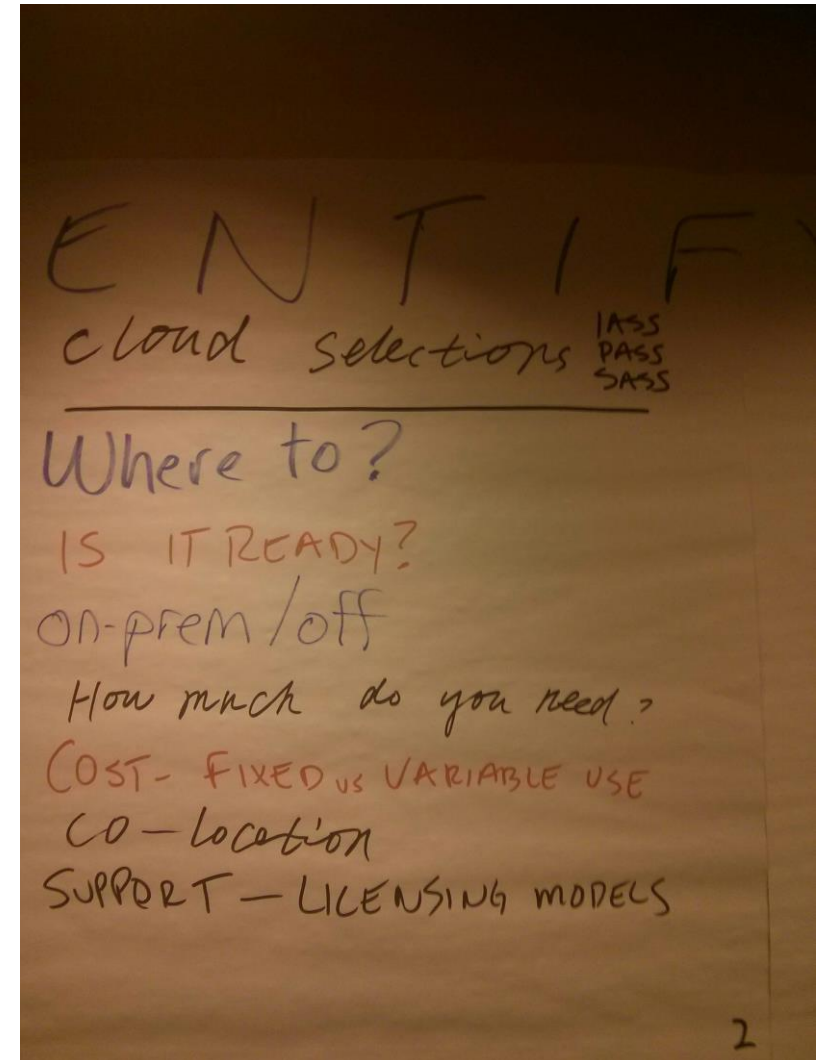 ENTIFY
cloud selections IASS
PASS
SASS
Where to?
IS IT READY?
On-prem/off
How much do you need?
COST- FIXED vs VARIABLE USE
CO-location
SUPPORT - LICENSING MODELS
2